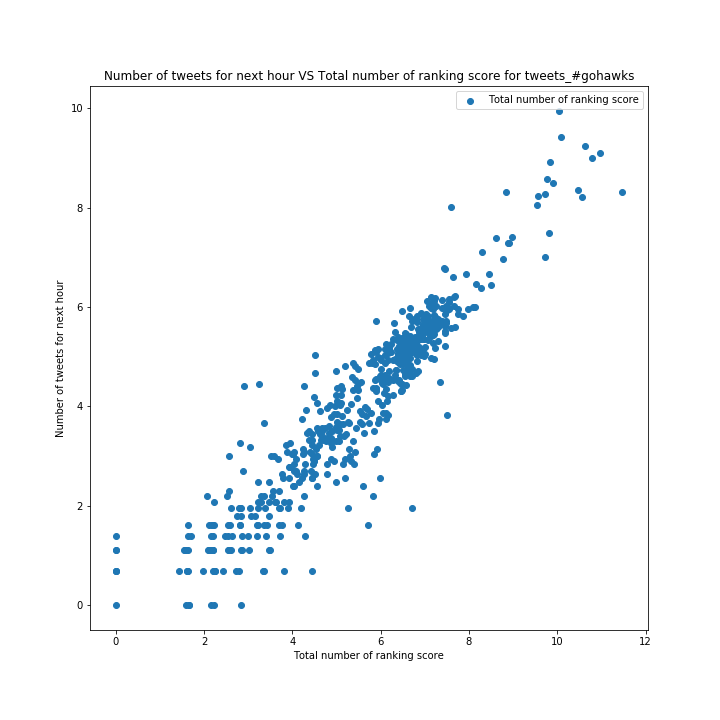 Number of tweets for next hour VS Total number of ranking score for tweets_#gohawks
Total number of ranking score
10
8
6
4
2
0
Number of tweets for next hour
0 2 4 6 8 10 12
Total number of ranking score